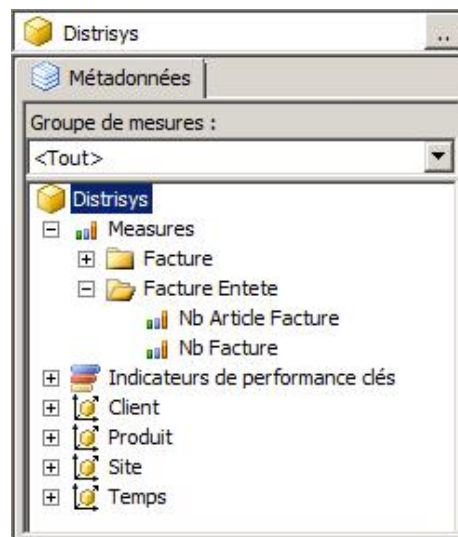 Distrisys
..
Métadonnées
Groupe de mesures :
<Tout>
Distrisys
Measures
Facture
Facture Entete
Nb Article Facture
Nb Facture
Indicateurs de performance clés
Client
Produit
Site
Temps